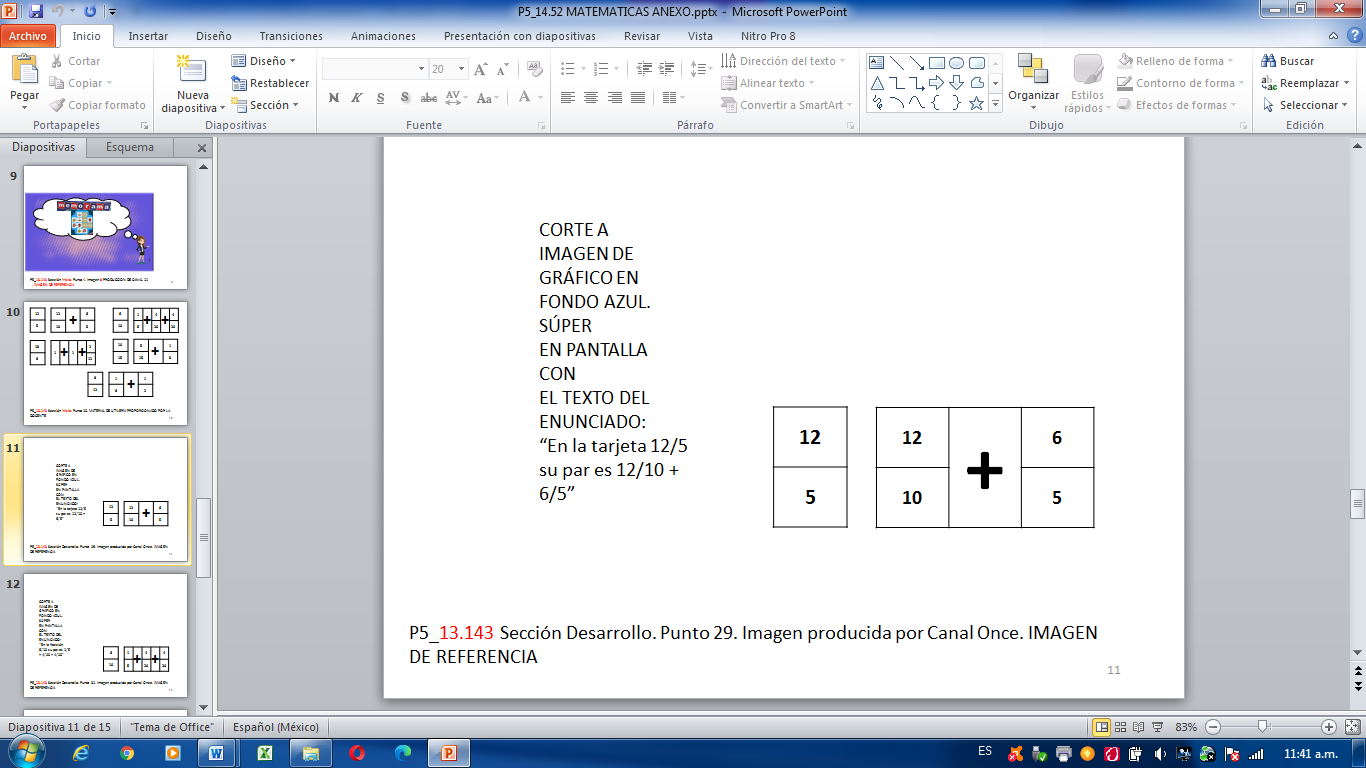 P5_14.52 MATEMATICAS ANEXO.pptx - Microsoft PowerPoint
Archivo Inicio Insertar Diseño Transiciones Animaciones Presentación con diapositivas Revisar Vista Nitro Pro 8
Pegar
Cortar
Copiar
Copiar formato
Portapapeles
Nueva
diapositiva
Diseño
Restablecer
Sección
Diapositivas
20
N K S S abc AV Aa A
Fuente
Dirección del texto
Alinear texto
Convertir a SmartArt
Párrafo
Organizar
Estilos
rápidos
Relleno de forma
Contorno de forma
Efectos de formas
Dibujo
Buscar
Reemplazar
Seleccionar
Edición
Diapositivas Esquema
9
memorama
10
11
12
CORTE A
IMAGEN DE
GRÁFICO EN
FONDO AZUL.
SÚPER
EN PANTALLA
CON
EL TEXTO DEL
ENUNCIADO:
“En la tarjeta 12/5
su par es 12/10 +
6/5”
12 12 + 6
5 10 5
P5_13.143 Sección Desarrollo. Punto 29. Imagen producida por Canal Once. IMAGEN
DE REFERENCIA
11
Diapositiva 11 de 15 "Tema de Office" Español (México) 83%
ES 11:41 a.m.